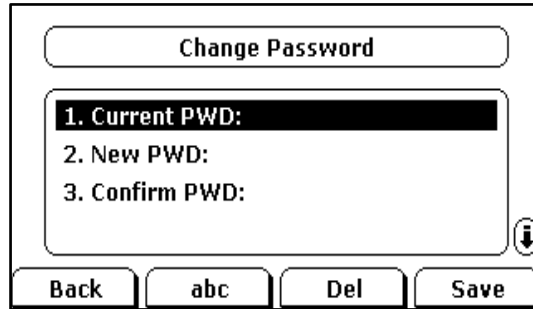 Change Password
1. Current PWD:
2. New PWD:
3. Confirm PWD:
Back abc Del Save